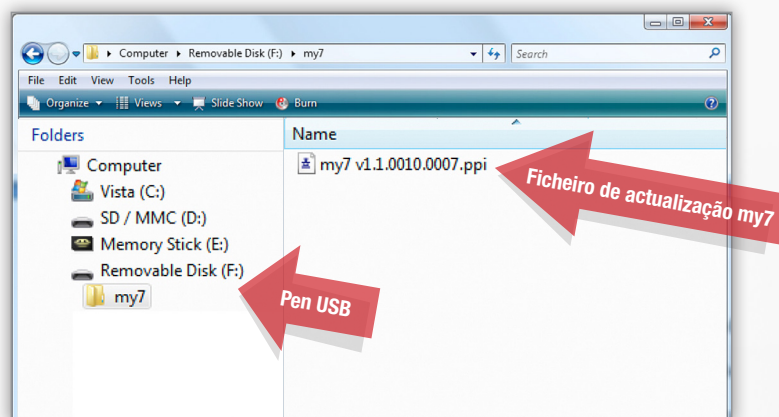 Computer ▸ Removable Disk (F:) ▸ my7
Search
File Edit View Tools Help
Organize Views Slide Show Burn
Folders
Name
Computer
Vista (C:)
SD / MMC (D:)
Memory Stick (E:)
Removable Disk (F:)
my7
my7 v1.1.0010.0007.ppi
Ficheiro de actualização my7
Pen USB